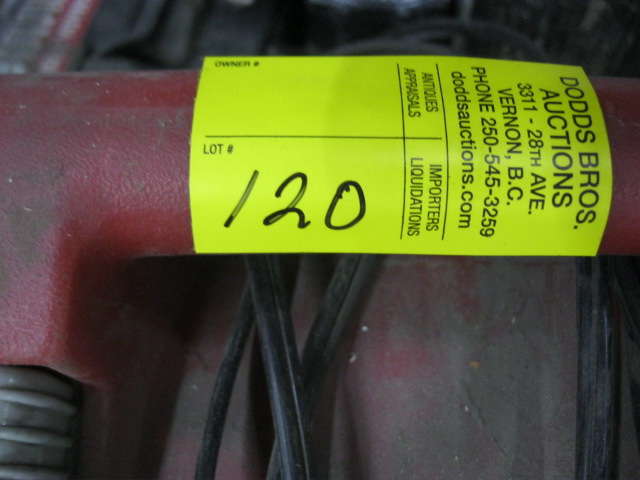 OWNER #
LOT #
120
ANTIQUES
APPRAISALS
IMPORTERS
LIQUIDATIONS
DODDS BROS.
AUCTIONS
3311 - 28TH AVE.
VERNON, B.C.
PHONE 250-545-3259
doddsauctions.com